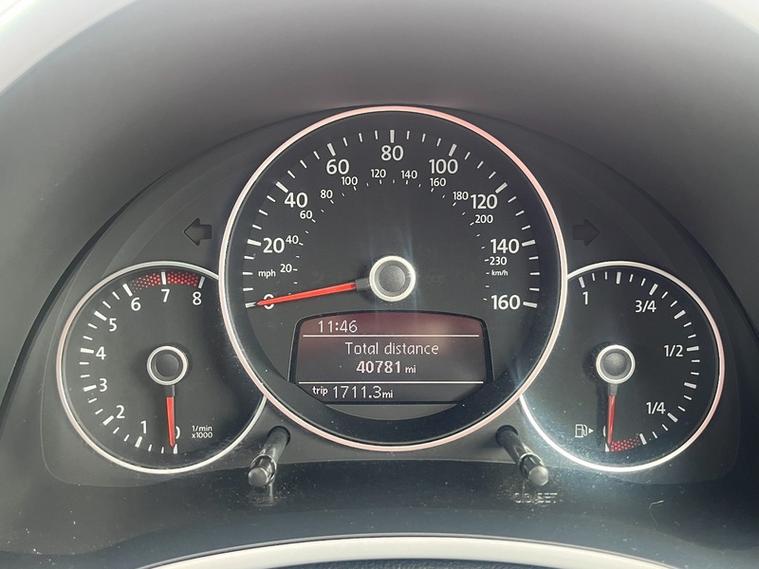 80
60 100
100 120 140 160
40 80 180 120
60 200
20 40 140
mph 20 230
km/h
0 160
11:46
Total distance
40781 mi
trip 1711.3mi
6 7 8
5
4
3
2
1 0 1/min
x1000
1 3/4
1/2
1/4
0